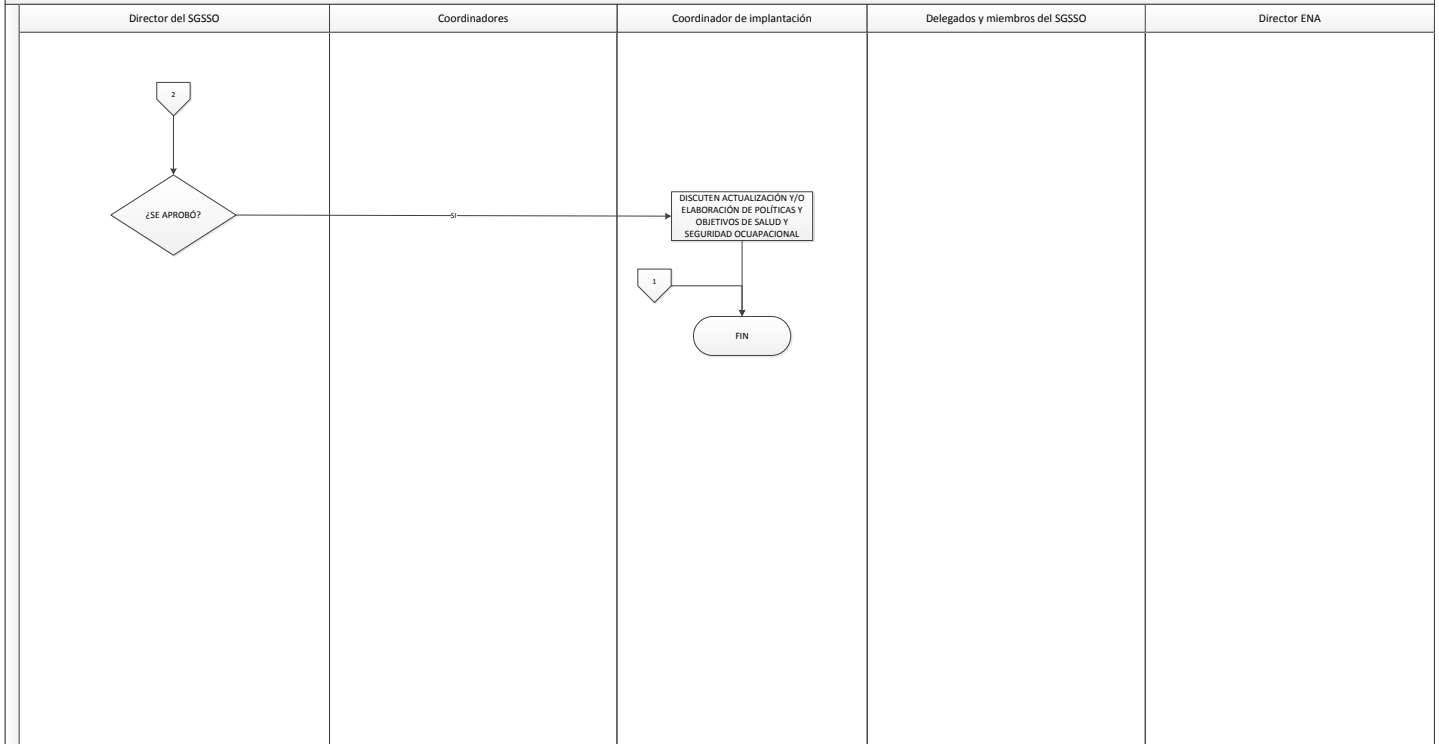 Director del SGSSO
Coordinadores
Coordinador de implantación
Delegados y miembros del SGSSO
Director ENA
2
¿SE APROBÓ?
SI
DISCUTEN ACTUALIZACIÓN Y/O
ELABORACIÓN DE POLÍTICAS Y
OBJETIVOS DE SALUD Y
SEGURIDAD OCUAPACIONAL
1
FIN